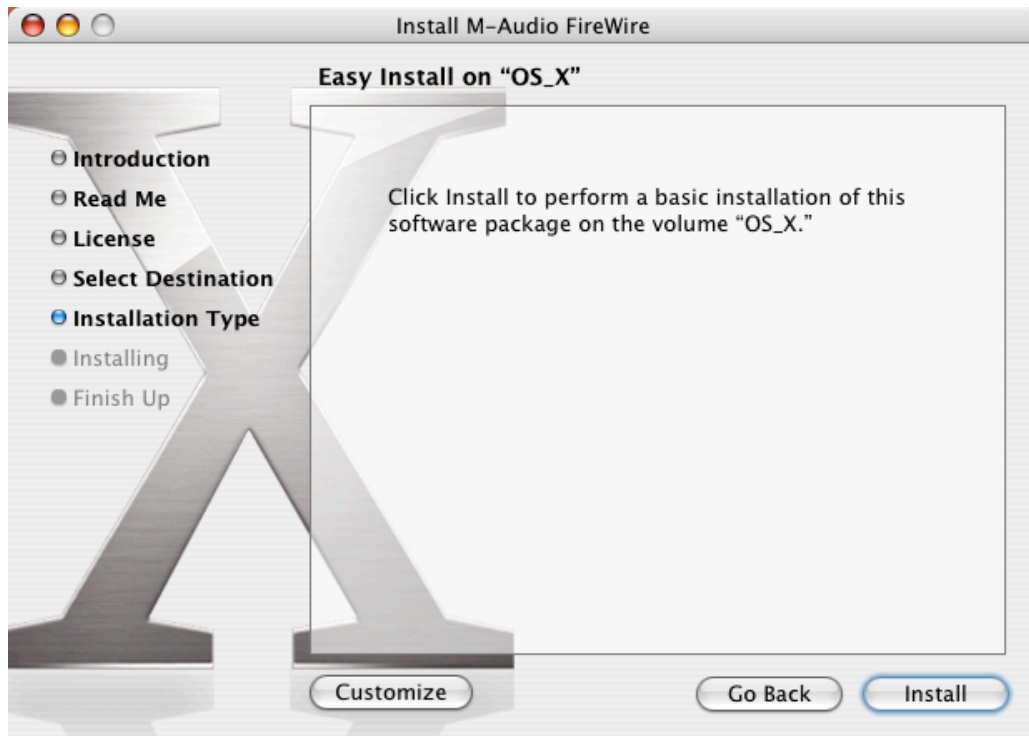 Install M-Audio FireWire
Easy Install on “OS_X”
Introduction
Read Me
License
Select Destination
Installation Type
Installing
Finish Up
Click Install to perform a basic installation of this
software package on the volume “OS_X.”
Customize
Go Back
Install